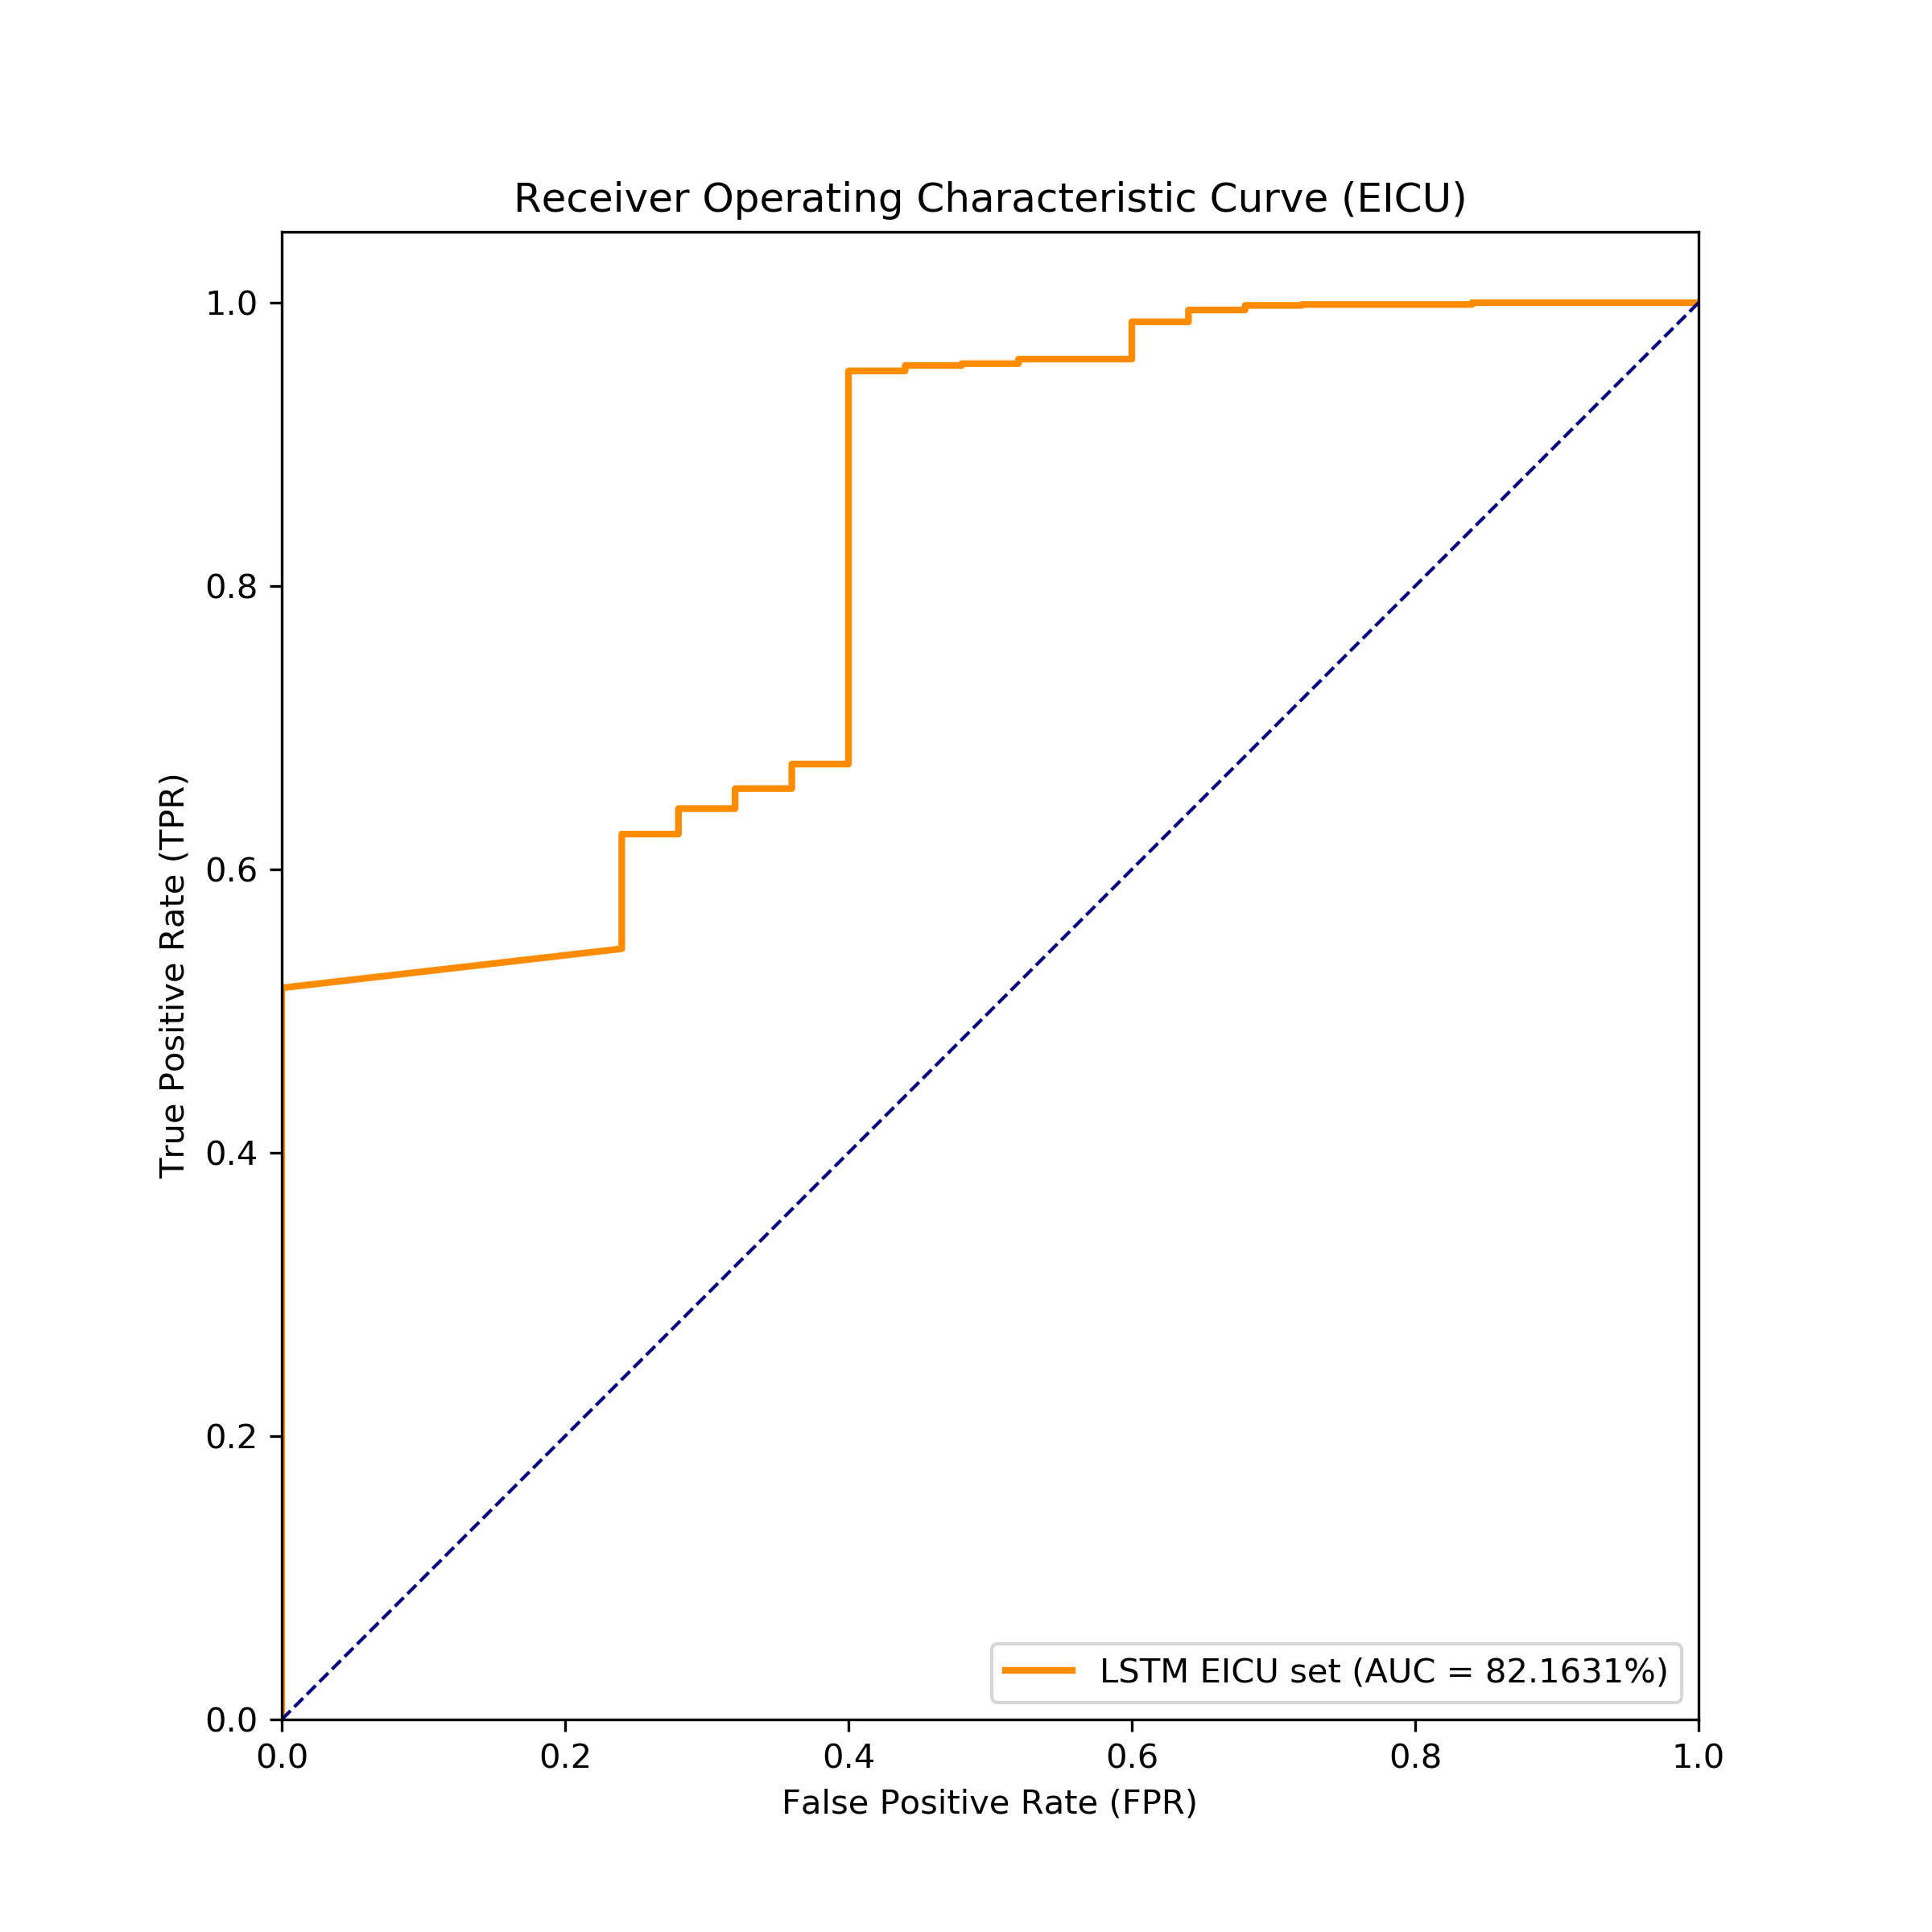 Receiver Operating Characteristic Curve (EICU)
True Positive Rate (TPR)
1.0
0.8
0.6
0.4
0.2
0.0
0.0 0.2 0.4 0.6 0.8 1.0
False Positive Rate (FPR)
LSTM EICU set (AUC = 82.1631%)